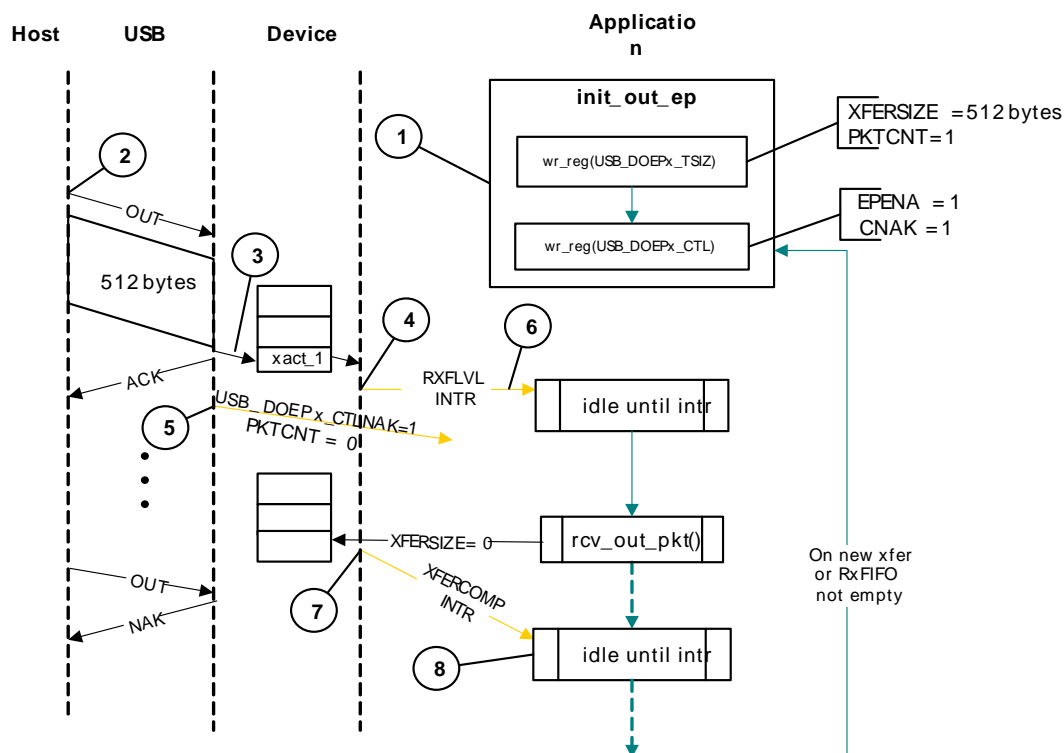 Host
USB
Device
Applicatio
n
init_out_ep
XFERSIZE = 512 bytes
PKTCNT=1
1
wr_reg(USB_DOEPx_TSIZ)
2
EPENA = 1
CNAK = 1
OUT
wr_reg(USB_DOEPx_CTL)
3
512 bytes
4
6
xact_1
ACK
RXFLVL
INTR
idle until intr
USB_DOEPx_CTLNAK=1
PKTCNT = 0
5
XFERSIZE= 0
rcv_out_pkt()
On new xfer
or RxFIFO
not empty
OUT
XFERCOMP
INTR
7
NAK
8
idle until intr